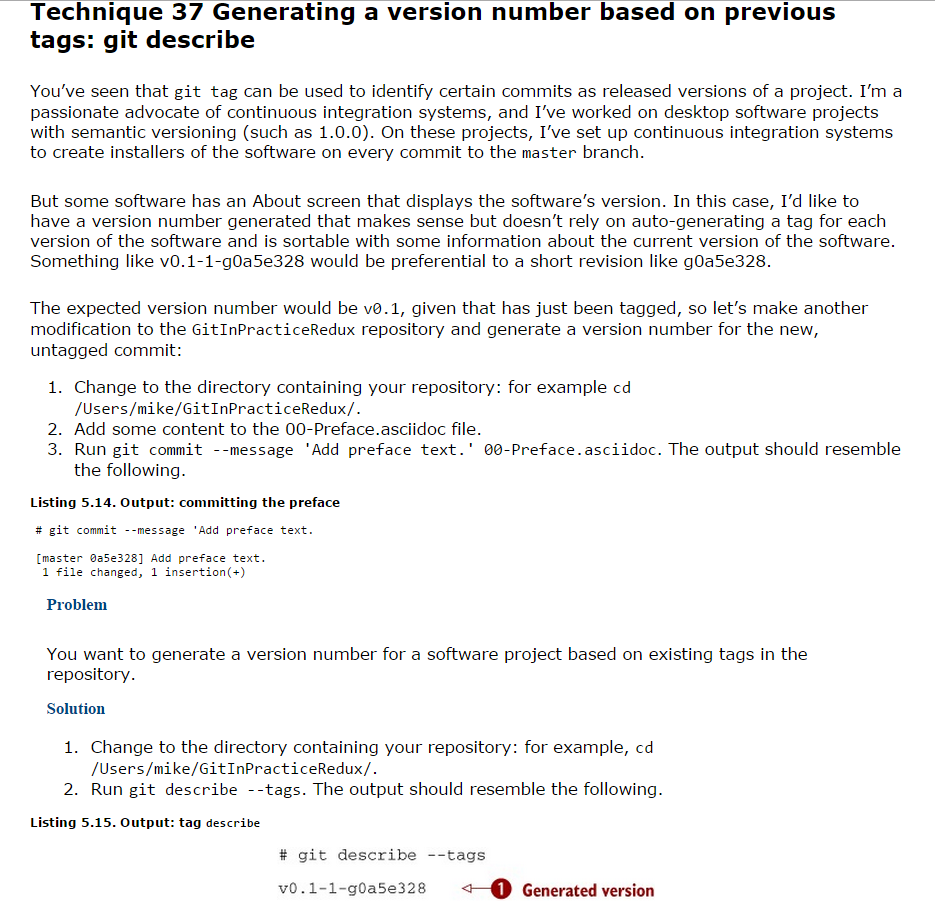 Technique 37 Generating a version number based on previous
tags: git describe
You’ve seen that git tag can be used to identify certain commits as released versions of a project. I’m a
passionate advocate of continuous integration systems, and I’ve worked on desktop software projects
with semantic versioning (such as 1.0.0). On these projects, I’ve set up continuous integration systems
to create installers of the software on every commit to the master branch.
But some software has an About screen that displays the software’s version. In this case, I’d like to
have a version number generated that makes sense but doesn’t rely on auto-generating a tag for each
version of the software and is sortable with some information about the current version of the software.
Something like v0.1-1-g0a5e328 would be preferential to a short revision like g0a5e328.
The expected version number would be v0.1, given that has just been tagged, so let’s make another
modification to the GitInPracticeRedux repository and generate a version number for the new,
untagged commit:
1. Change to the directory containing your repository: for example cd
/Users/mike/GitInPracticeRedux/.
2. Add some content to the 00-Preface.asciidoc file.
3. Run git commit --message 'Add preface text.' 00-Preface.asciidoc. The output should resemble
the following.
Listing 5.14. Output: committing the preface
# git commit --message 'Add preface text.
[master 0a5e328] Add preface text.
1 file changed, 1 insertion(+)
Problem
You want to generate a version number for a software project based on existing tags in the
repository.
Solution
1. Change to the directory containing your repository: for example, cd
/Users/mike/GitInPracticeRedux/.
2. Run git describe --tags. The output should resemble the following.
Listing 5.15. Output: tag describe
# git describe --tags
v0.1-1-g0a5e328 1 Generated version